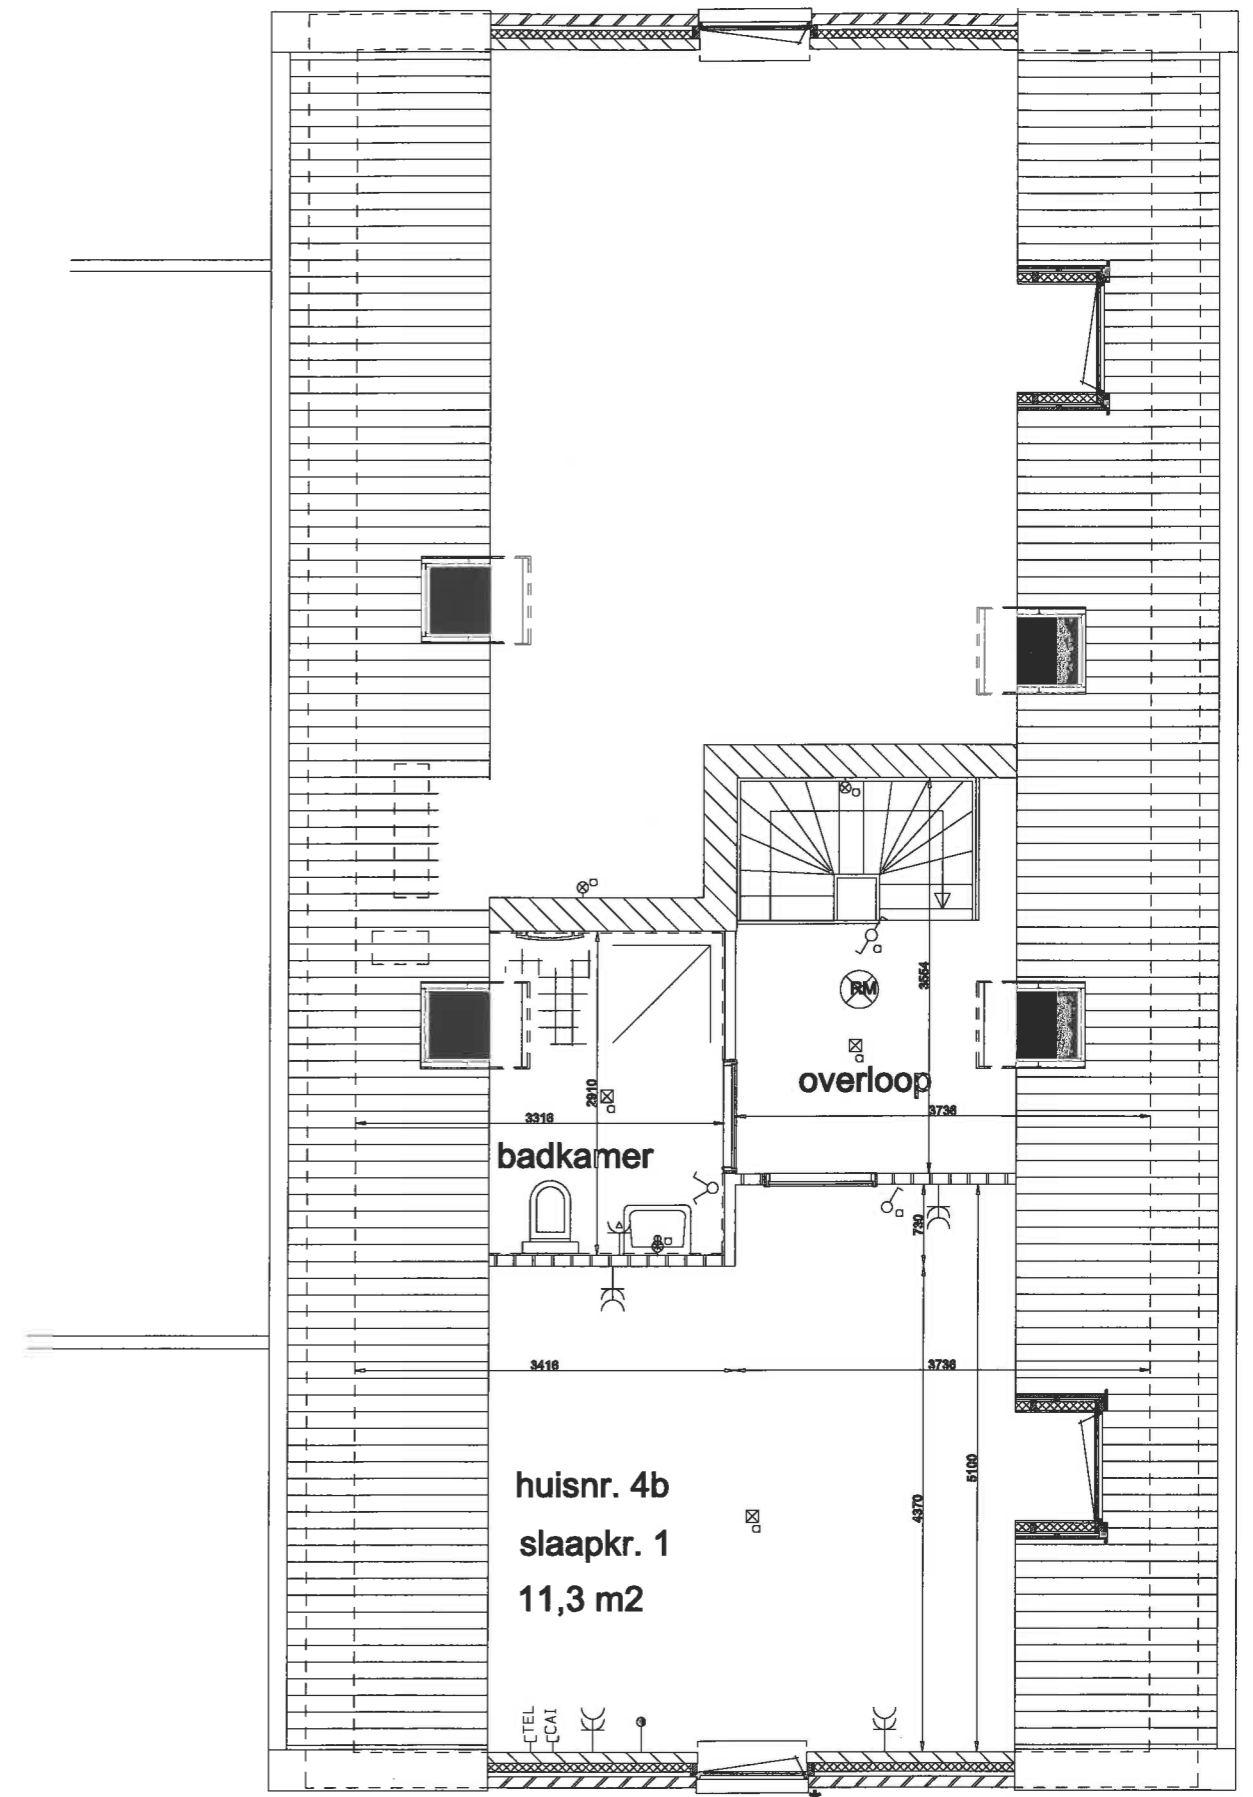 a
a
a
3554
RM
a
overloop
2910
a
3316
3736
badkamer
a
a
730
3416
3736
5100
4370
huisnr. 4b
a
slaapkr. 1
11,3 m2
TEL
CAI